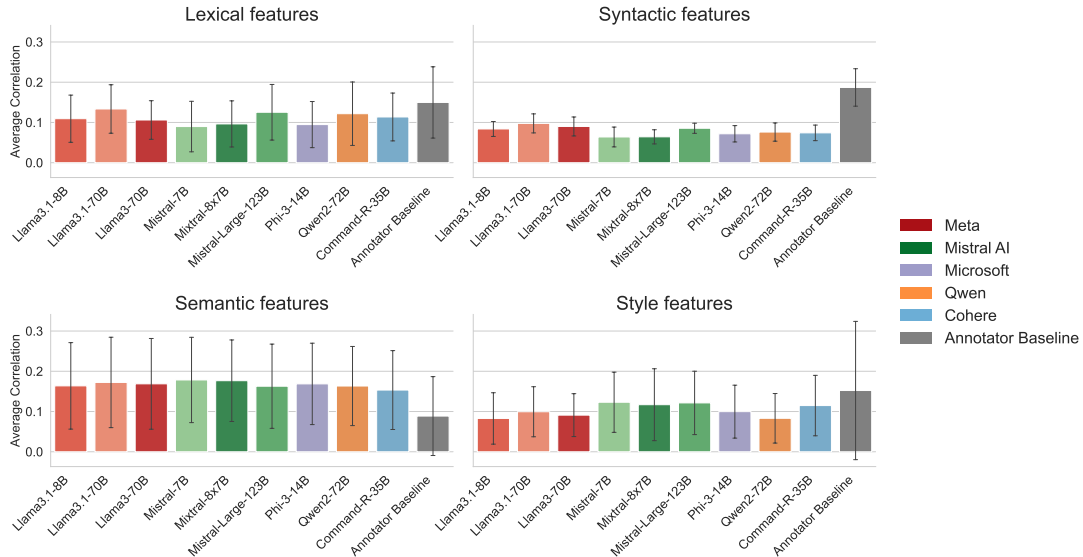 Lexical features
Average Correlation
0.3
0.2
0.1
0.0
Llama3.1-8B
Llama3.1-70B
Llama3-70B
Mistral-7B
Mixtral-8x7B
Mistral-Large-123B
Phi-3-14B
Qwen2-72B
Command-R-35B
Annotator Baseline
Syntactic features
Llama3.1-8B
Llama3.1-70B
Llama3-70B
Mistral-7B
Mixtral-8x7B
Mistral-Large-123B
Phi-3-14B
Qwen2-72B
Command-R-35B
Annotator Baseline
Semantic features
Average Correlation
0.3
0.2
0.1
0.0
Llama3.1-8B
Llama3.1-70B
Llama3-70B
Mistral-7B
Mixtral-8x7B
Mistral-Large-123B
Phi-3-14B
Qwen2-72B
Command-R-35B
Annotator Baseline
Style features
Llama3.1-8B
Llama3.1-70B
Llama3-70B
Mistral-7B
Mixtral-8x7B
Mistral-Large-123B
Phi-3-14B
Qwen2-72B
Command-R-35B
Annotator Baseline
Meta
Mistral AI
Microsoft
Qwen
Cohere
Annotator Baseline